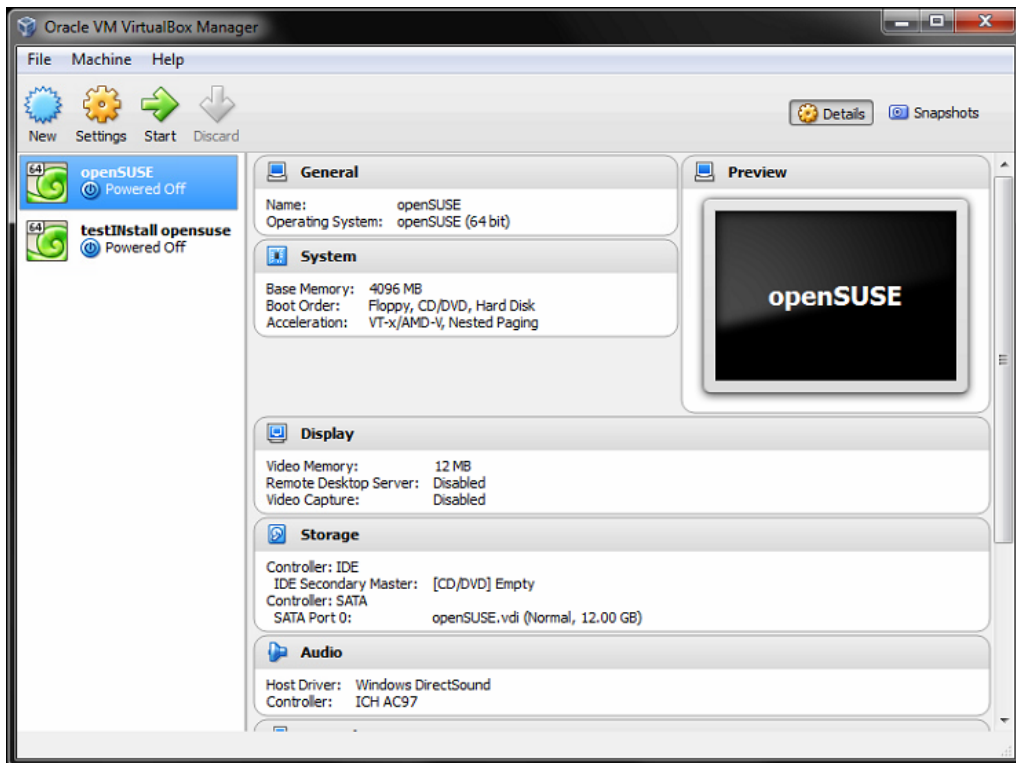 Oracle VM VirtualBox Manager
File Machine Help
New Settings Start Discard
Details Snapshots
64 openSUSE
Powered Off
64 testINstall opensuse
Powered Off
General
Name: openSUSE
Operating System: openSUSE (64 bit)
System
Base Memory: 4096 MB
Boot Order: Floppy, CD/DVD, Hard Disk
Acceleration: VT-x/AMD-V, Nested Paging
Preview
openSUSE
Display
Video Memory: 12 MB
Remote Desktop Server: Disabled
Video Capture: Disabled
Storage
Controller: IDE
IDE Secondary Master: [CD/DVD] Empty
Controller: SATA
SATA Port 0: openSUSE.vdi (Normal, 12.00 GB)
Audio
Host Driver: Windows DirectSound
Controller: ICH AC97